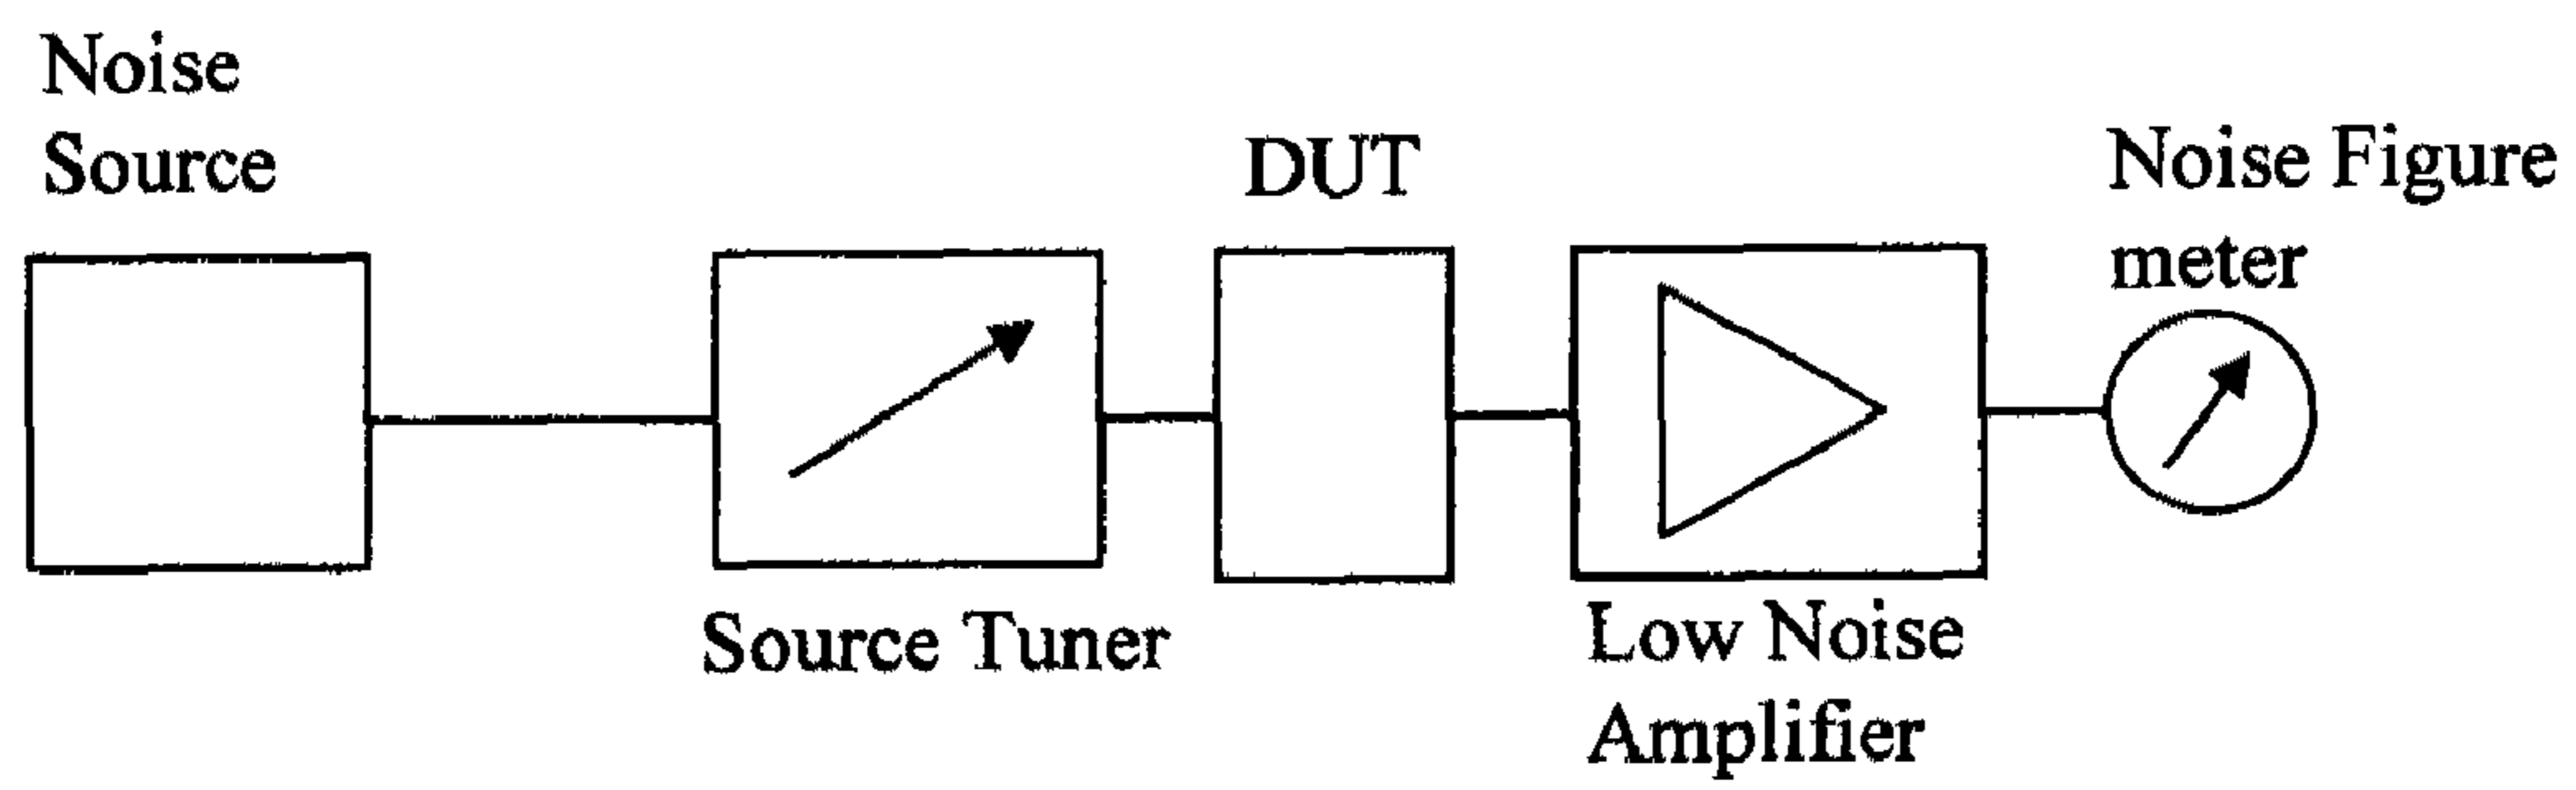 Noise
Source
Source Tuner
DUT
Low Noise
Amplifier
Noise Figure
meter